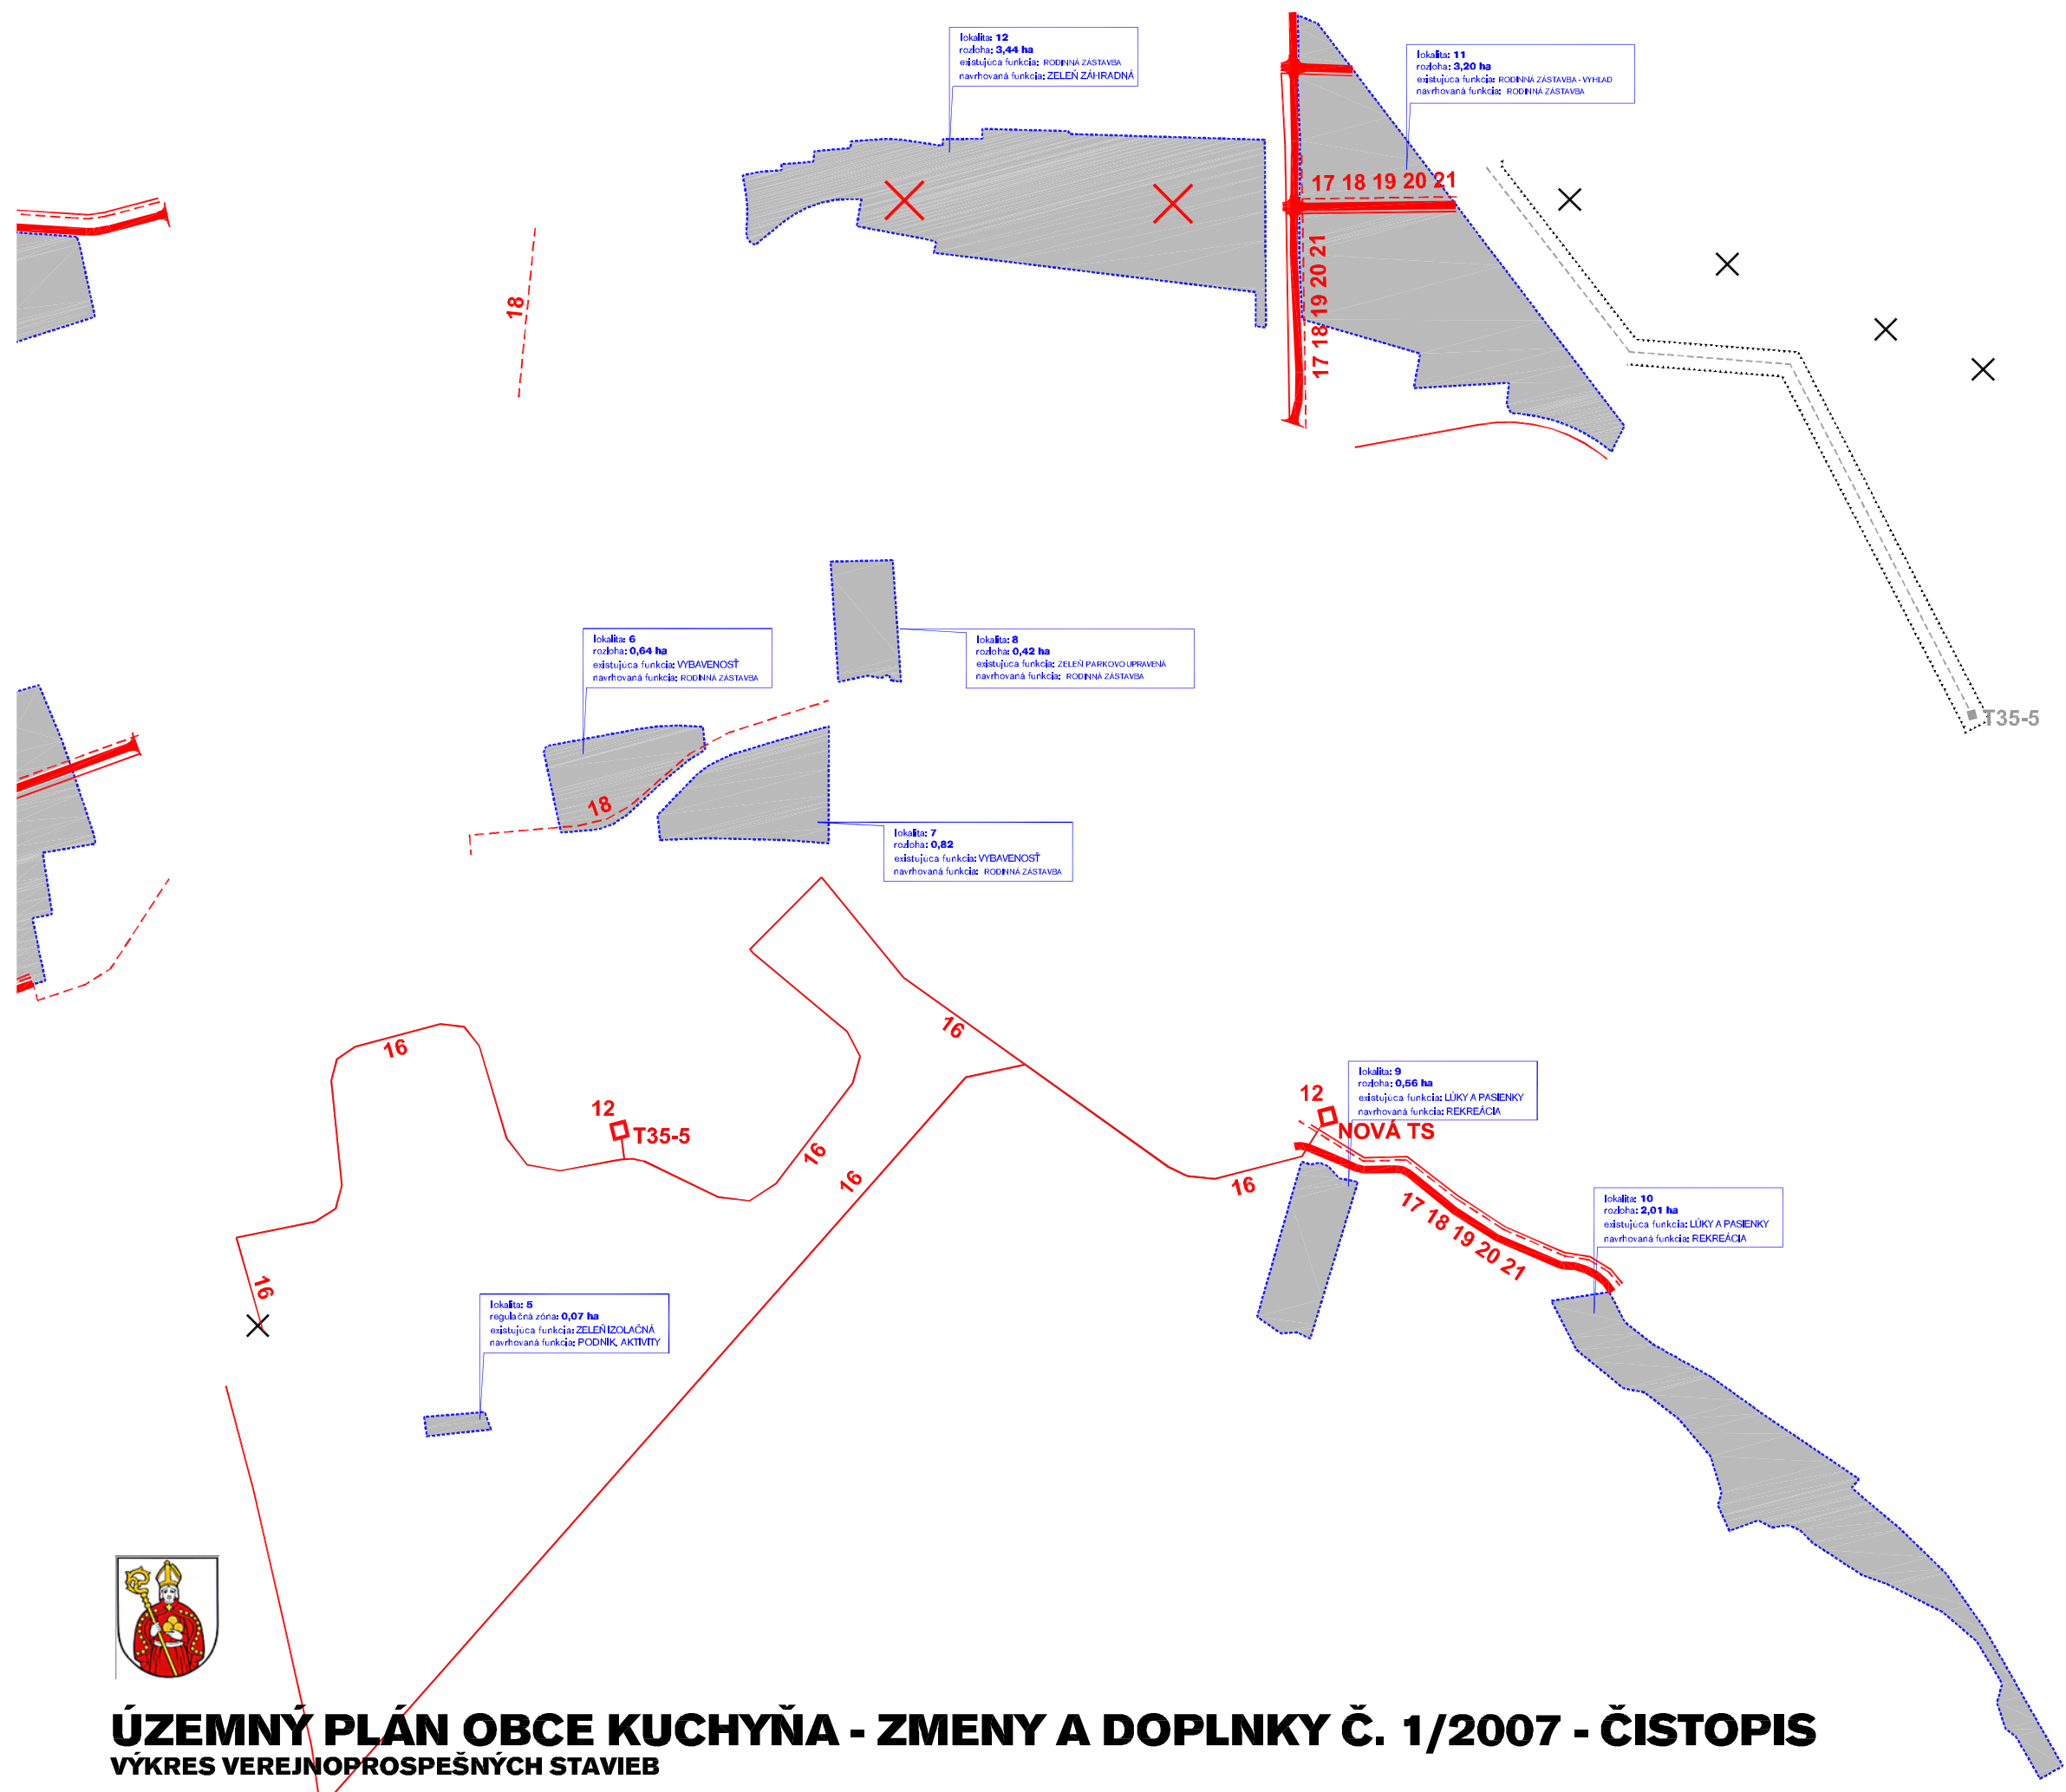 lokalita: 12
rozloha: 3,44 ha
existujúca funkcia: RODINNÁ ZÁSTAVBA
navrhovaná funkcia: ZELEŇ ZÁHRADNÁ
lokalita: 11
rozloha: 3,20 ha
existujúca funkcia: RODINNÁ ZÁSTAVBA - VÝHĽAD
navrhovaná funkcia: RODINNÁ ZÁSTAVBA
17 18 19 20 21
17 18 19 20 21
18
lokalita: 6
rozloha: 0,64 ha
existujúca funkcia: VYBAVENOSŤ
navrhovaná funkcia: RODINNÁ ZÁSTAVBA
lokalita: 8
rozloha: 0,42 ha
existujúca funkcia: ZELEŇ PARKOVO UPRAVENÁ
navrhovaná funkcia: RODINNÁ ZÁSTAVBA
T35-5
18
lokalita: 7
rozloha: 0,82
existujúca funkcia: VYBAVENOSŤ
navrhovaná funkcia: RODINNÁ ZÁSTAVBA
16
16
12
T35-5
16
16
lokalita: 9
rozloha: 0,56 ha
existujúca funkcia: LÚKY A PASIENKY
navrhovaná funkcia: REKREÁCIA
12
NOVÁ TS
16
17 18 19 20 21
lokalita: 10
rozloha: 2,01 ha
existujúca funkcia: LÚKY A PASIENKY
navrhovaná funkcia: REKREÁCIA
16
lokalita: 5
regulačná zóna: 0,07 ha
existujúca funkcia: ZELEŇ IZOLAČNÁ
navrhovaná funkcia: PODNIK. AKTIVITY
ÚZEMNÝ PLÁN OBCE KUCHYŇA - ZMENY A DOPLNKY Č. 1/2007 - ČISTOPIS
VÝKRES VEREJNOPROSPEŠNÝCH STAVIEB